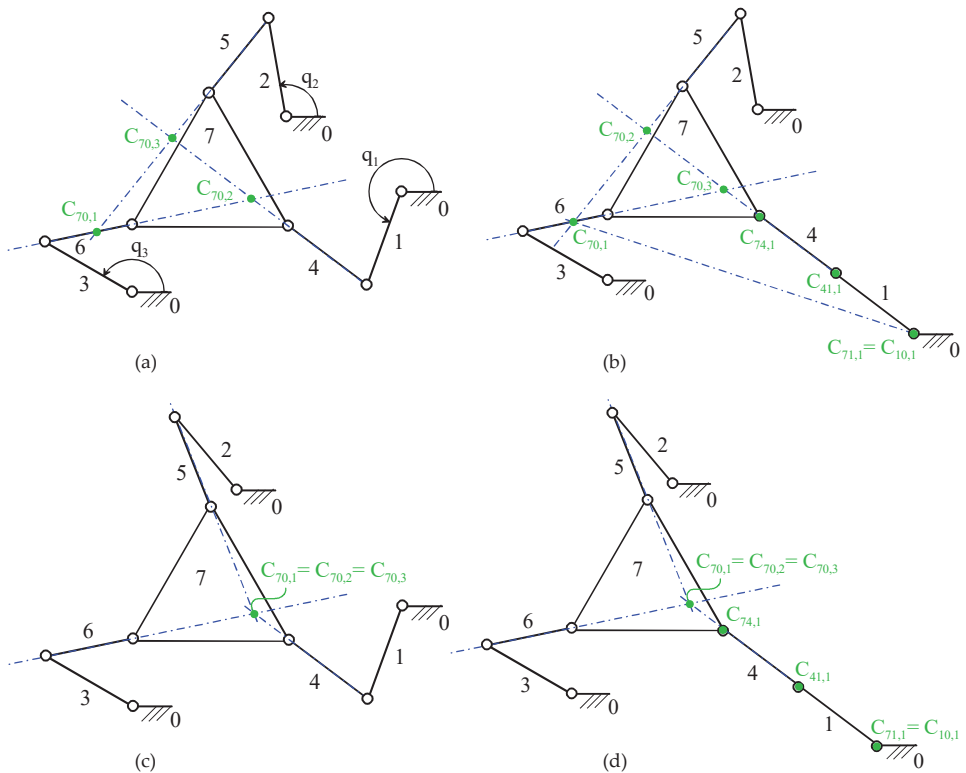 5
2
q₂
0
7
C₇₀,₃
C₇₀,₂
q₁
0
C₇₀,₁
6
q₃
3
0
4
1
(a)
5
2
0
C₇₀,₂
7
C₇₀,₃
6
C₇₀,₁
C₇₄,₁
3
0
4
C₄₁,₁
1
C₇₁,₁= C₁₀,₁
0
(b)
2
5
0
7
C₇₀,₁= C₇₀,₂= C₇₀,₃
6
0
3
4
1
0
(c)
2
5
0
7
C₇₀,₁= C₇₀,₂= C₇₀,₃
6
C₇₄,₁
3
0
4
C₄₁,₁
1
C₇₁,₁= C₁₀,₁
0
(d)